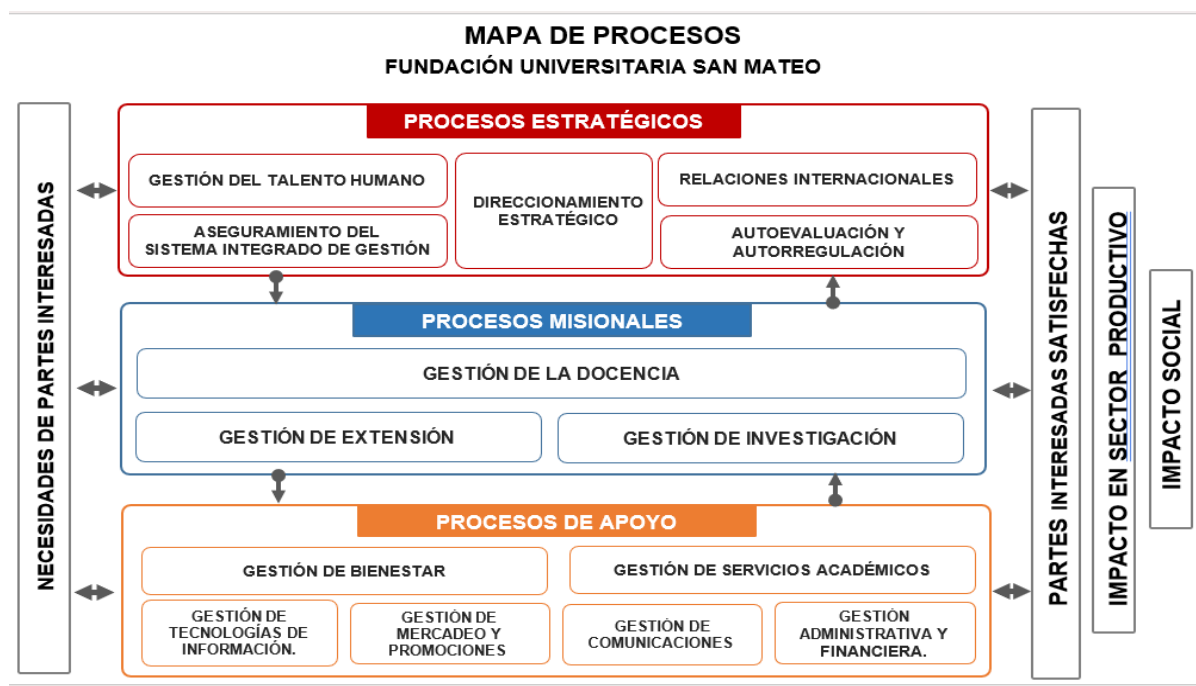 MAPA DE PROCESOS
FUNDACIÓN UNIVERSITARIA SAN MATEO
NECESIDADES DE PARTES INTERESADAS
PROCESOS ESTRATÉGICOS
GESTIÓN DEL TALENTO HUMANO
ASEGURAMIENTO DEL
SISTEMA INTEGRADO DE GESTIÓN
DIRECCIONAMIENTO
ESTRATÉGICO
RELACIONES INTERNACIONALES
AUTOEVALUACIÓN Y
AUTORREGULACIÓN
PROCESOS MISIONALES
GESTIÓN DE LA DOCENCIA
GESTIÓN DE EXTENSIÓN
GESTIÓN DE INVESTIGACIÓN
PROCESOS DE APOYO
GESTIÓN DE BIENESTAR
GESTIÓN DE SERVICIOS ACADÉMICOS
GESTIÓN DE
TECNOLOGÍAS DE
INFORMACIÓN.
GESTIÓN DE
MERCADEO Y
PROMOCIONES
GESTIÓN DE
COMUNICACIONES
GESTIÓN
ADMINISTRATIVA Y
FINANCIERA.
PARTES INTERESADAS SATISFECHAS
IMPACTO EN SECTOR PRODUCTIVO
IMPACTO SOCIAL